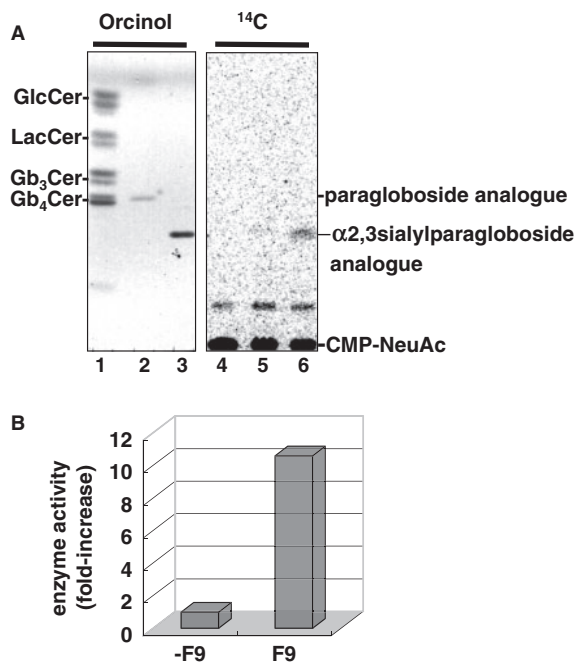 A
Orcinol
¹⁴C
GlcCer
LacCer
Gb₃Cer
Gb₄Cer
paragloboside analogue
α2,3sialylparagloboside
analogue
CMP-NeuAc
1 2 3 4 5 6
B
enzyme activity
(fold-increase)
12
10
8
6
4
2
0
-F9 F9